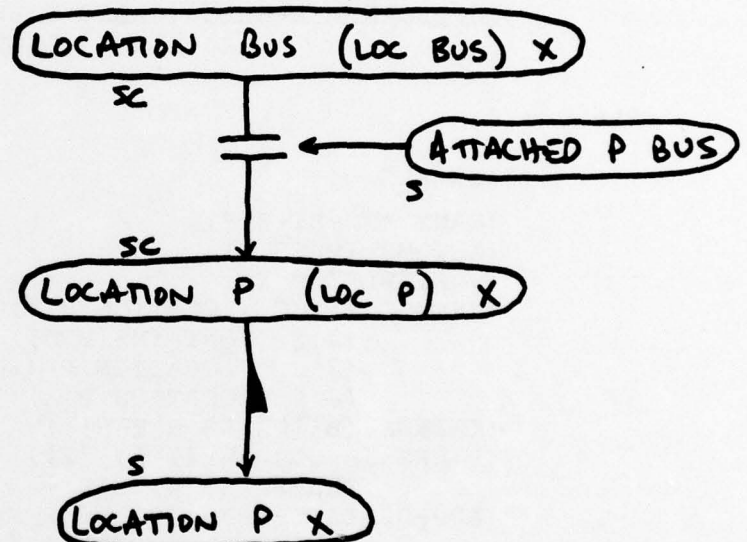 LOCATION BUS (LOC BUS) X
SC
ATTACHED P BUS
S
SC
LOCATION P (LOC P) X
S
LOCATION P X